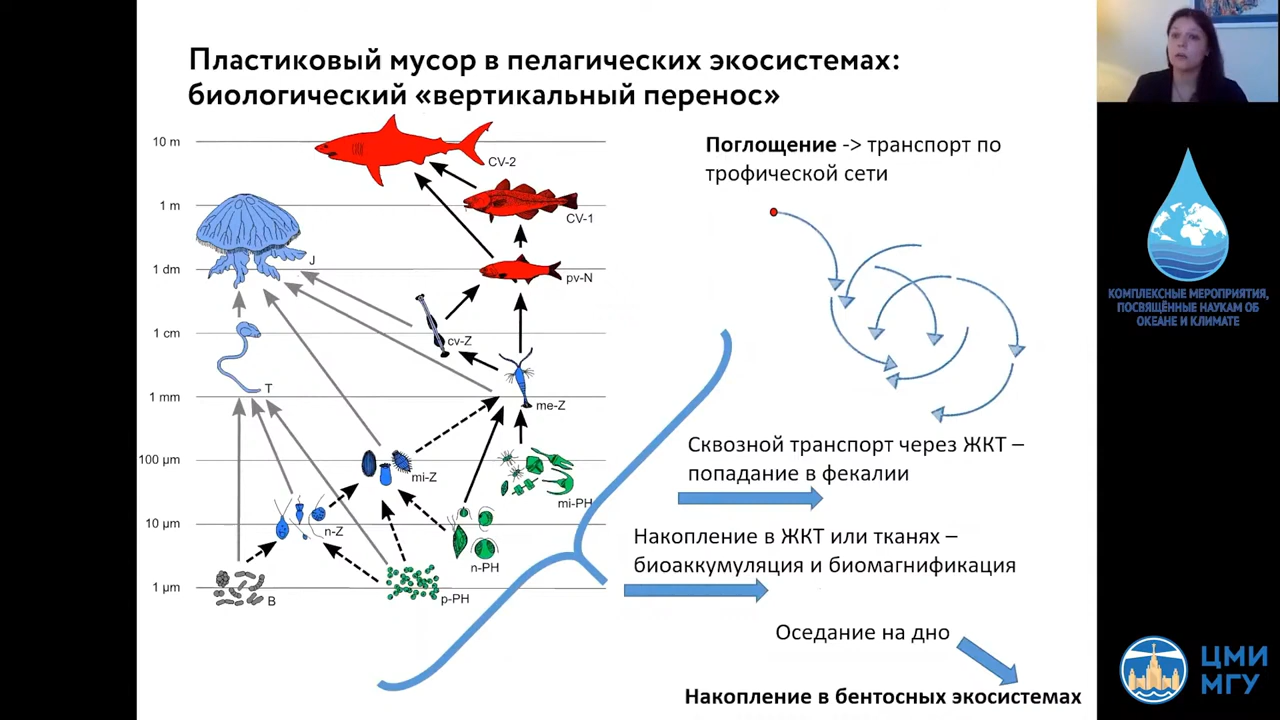 Пластиковый мусор в пелагических экосистемах:
биологический «вертикальный перенос»
10 m
1 m
1 dm
1 cm
1 mm
100 µm
10 µm
1 µm
CV-2
CV-1
J
pv-N
cv-Z
T
me-Z
mi-Z
mi-PH
n-Z
n-PH
B
p-PH
Поглощение -> транспорт по
трофической сети
Сквозной транспорт через ЖКТ –
попадание в фекалии
Накопление в ЖКТ или тканях –
биоаккумуляция и биомагнификация
Оседание на дно
Накопление в бентосных экосистемах
КОМПЛЕКСНЫЕ МЕРОПРИЯТИЯ,
ПОСВЯЩЁННЫЕ НАУКАМ ОБ
ОКЕАНЕ И КЛИМАТЕ
ЦМИ
МГУ